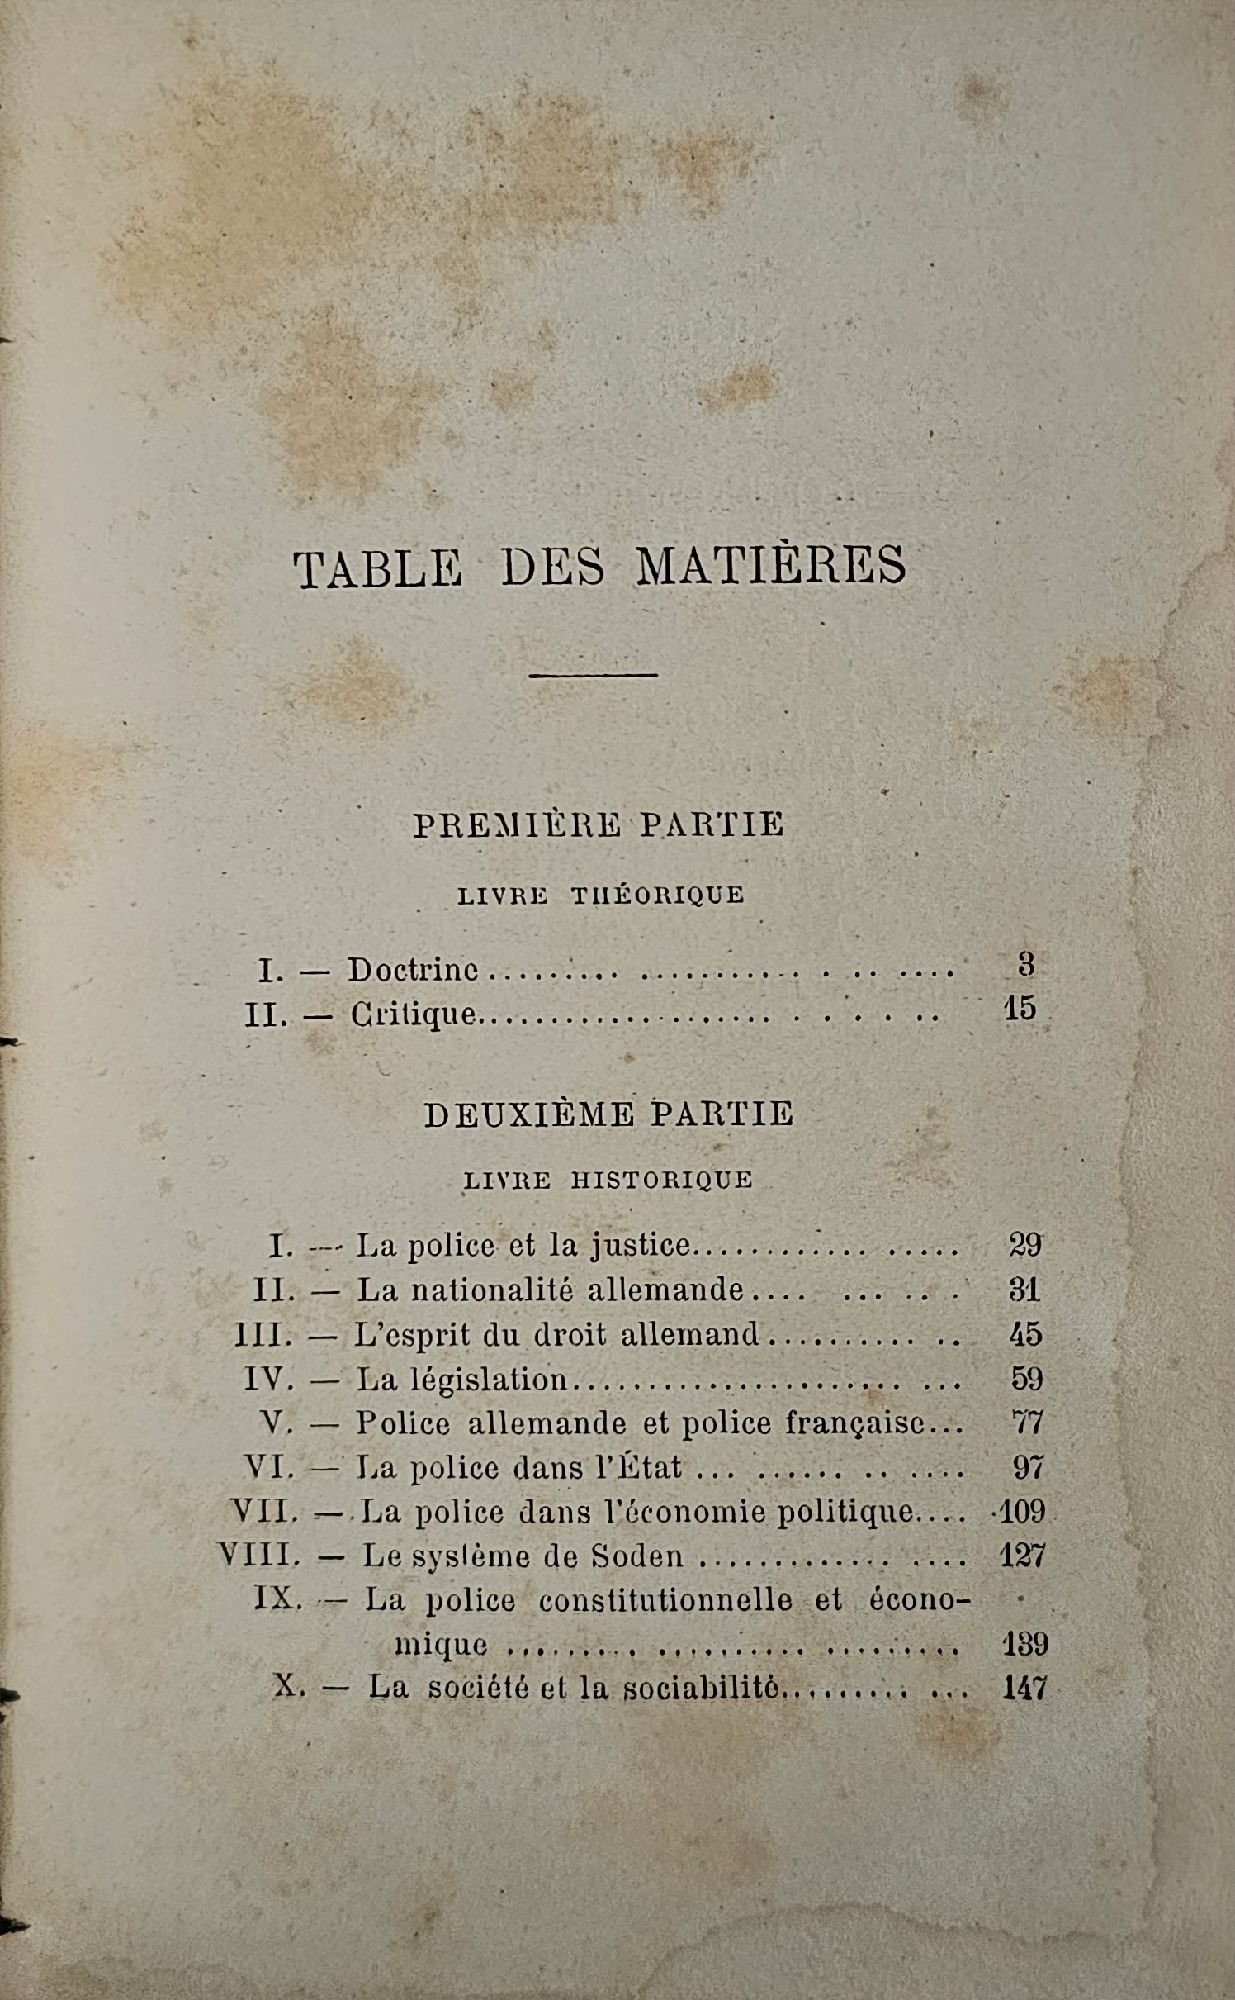 TABLE DES MATIÈRES
PREMIÈRE PARTIE
LIVRE THÉORIQUE
I. — Doctrine .................... 3
II. — Critique .................... 15
DEUXIÈME PARTIE
LIVRE HISTORIQUE
I. — La police et la justice .................. 29
II. — La nationalité allemande .... ... .. . 31
III. — L'esprit du droit allemand .......... .. 45
IV. — La législation ...................... ... 59
V. — Police allemande et police française ... 77
VI. — La police dans l'État ... ...... .. .... 97
VII. — La police dans l'économie politique .... 109
VIII. — Le système de Soden ............. .... 127
IX. — La police constitutionnelle et écono-
mique ......... ......... ......... 139
X. — La société et la sociabilité .......... ... 147